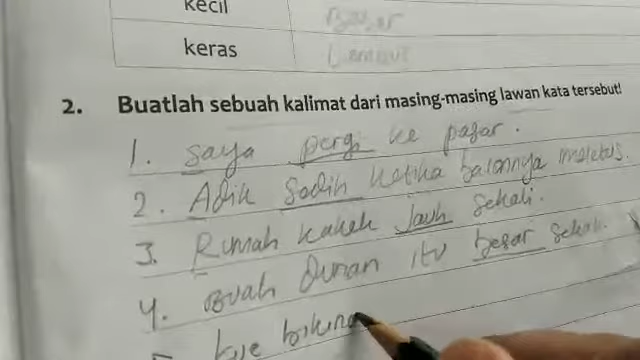 kecil besar
keras lembut
2. Buatlah sebuah kalimat dari masing-masing lawan kata tersebut!
1. Saya pergi ke pasar.
2. Adik sedih ketika balonnya meletus.
3. Rumah kakek jauh sekali.
4. Buah Durian itu besar sekali.
kue